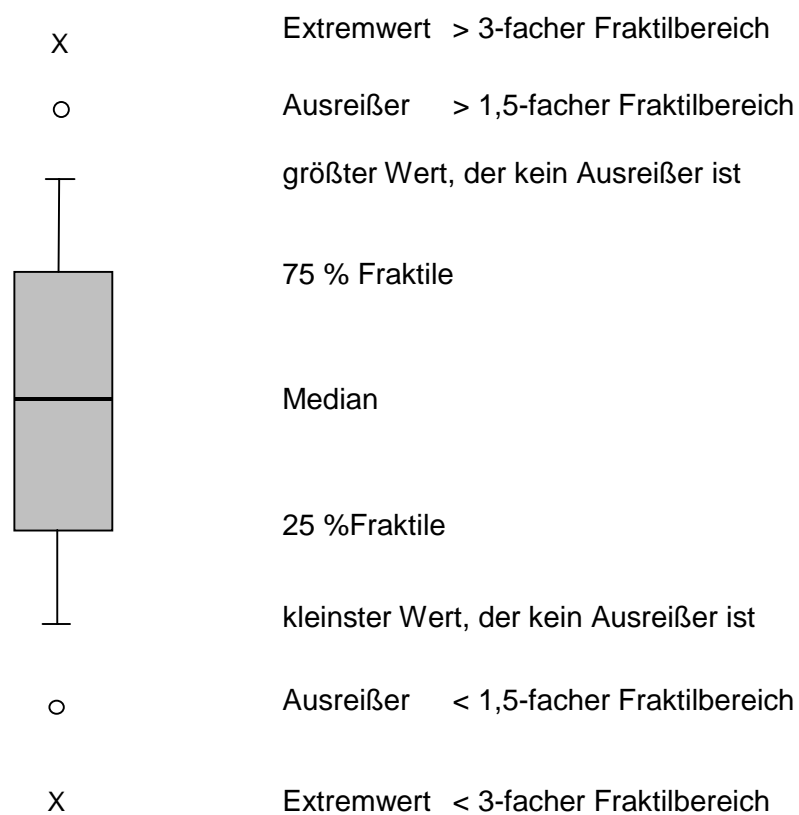 X Extremwert > 3-facher Fraktilbereich
Ausreißer > 1,5-facher Fraktilbereich
größter Wert, der kein Ausreißer ist
75 % Fraktile
Median
25 %Fraktile
kleinster Wert, der kein Ausreißer ist
Ausreißer < 1,5-facher Fraktilbereich
X Extremwert < 3-facher Fraktilbereich